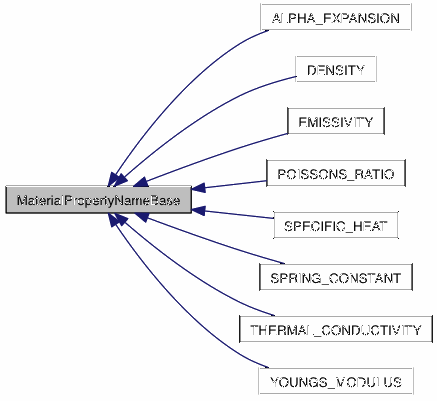 ALPHA_EXPANSION
DENSITY
EMISSIVITY
POISSONS_RATIO
MaterialPropertyNameBase
SPECIFIC_HEAT
SPRING_CONSTANT
THERMAL_CONDUCTIVITY
YOUNGS_MODULUS